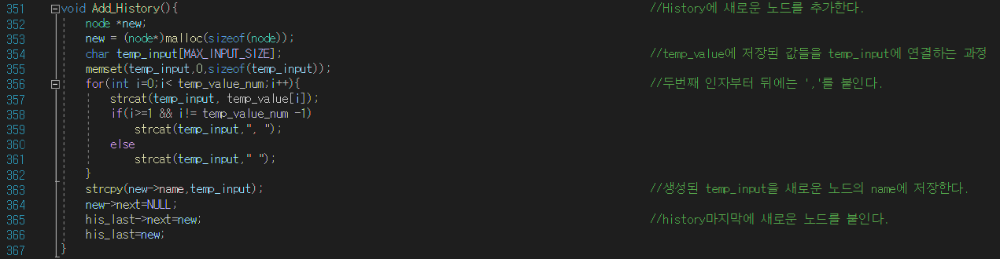 351 void Add_History(){ //History에 새로운 노드를 추가한다.
352 node *new;
353 new = (node*)malloc(sizeof(node));
354 char temp_input[MAX_INPUT_SIZE]; //temp_value에 저장된 값들을 temp_input에 연결하는 과정
355 memset(temp_input,0,sizeof(temp_input));
356 for(int i=0;i< temp_value_num;i++){ //두번째 인자부터 뒤에는 ','를 붙인다.
357 strcat(temp_input, temp_value[i]);
358 if(i>=1 && i!= temp_value_num -1)
359 strcat(temp_input,", ");
360 else
361 strcat(temp_input," ");
362 }
363 strcpy(new->name,temp_input); //생성된 temp_input을 새로운 노드의 name에 저장한다.
364 new->next=NULL;
365 his_last->next=new; //history마지막에 새로운 노드를 붙인다.
366 his_last=new;
367 }